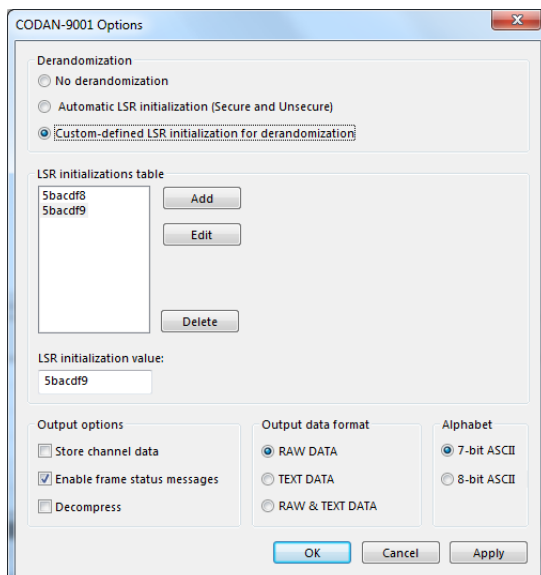 CODAN-9001 Options
Derandomization
No derandomization
Automatic LSR initialization (Secure and Unsecure)
Custom-defined LSR initialization for derandomization
LSR initializations table
5bacdf8
5bacdf9
Add
Edit
Delete
LSR initialization value:
5bacdf9
Output options
Store channel data
Enable frame status messages
Decompress
Output data format
RAW DATA
TEXT DATA
RAW & TEXT DATA
Alphabet
7-bit ASCII
8-bit ASCII
OK
Cancel
Apply